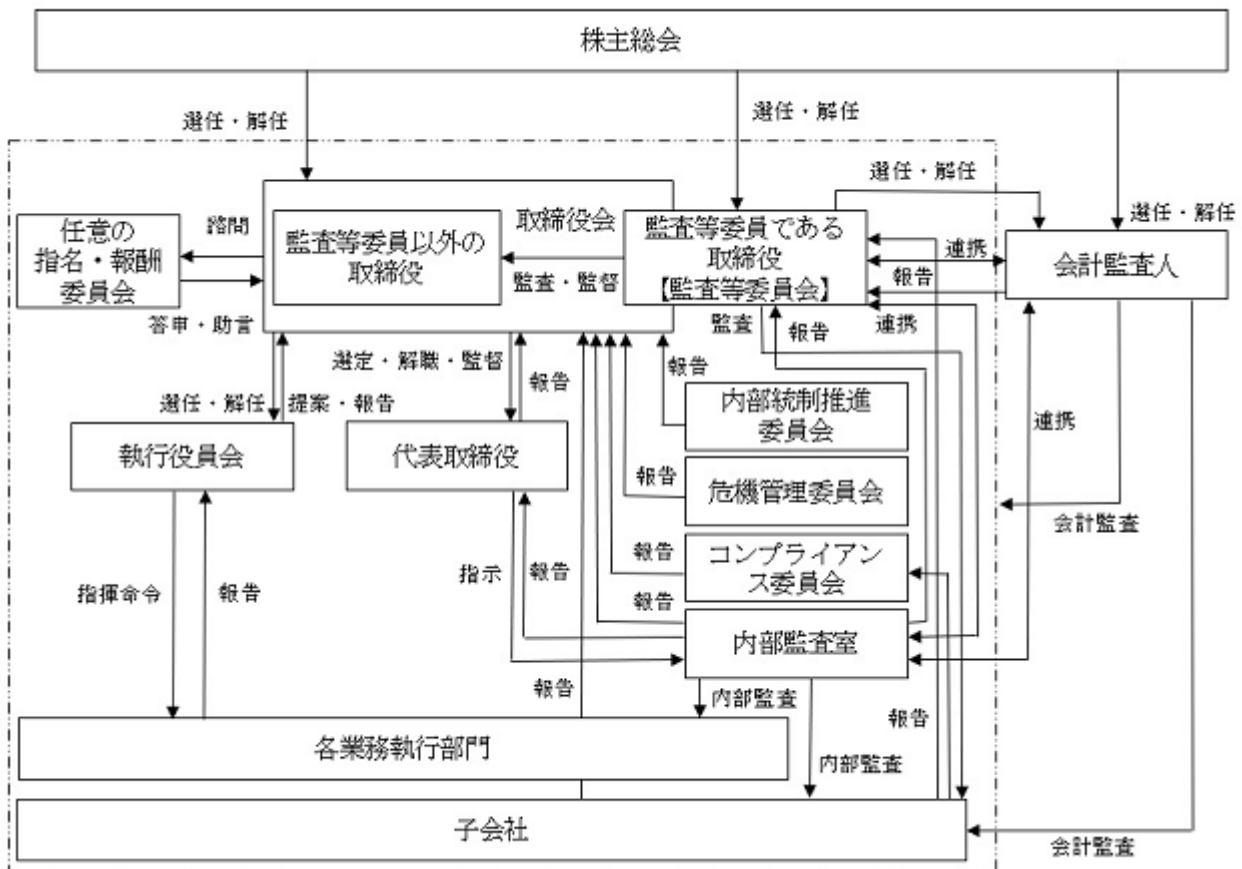 株主総会
選任・解任
選任・解任
選任・解任
選任・解任
任意の
指名・報酬
委員会
諮問
答申・助言
取締役会
監査等委員以外の
取締役
監査・監督
監査等委員である
取締役
【監査等委員会】
連携
報告
会計監査人
監査
報告
連携
選任・解任
提案・報告
選定・解職・監督
報告
報告
内部統制推進
委員会
連携
執行役員会
代表取締役
報告
危機管理委員会
会計監査
報告
コンプライアン
ス委員会
指揮命令
報告
指示
報告
報告
内部監査室
報告
内部監査
報告
各業務執行部門
内部監査
子会社
会計監査